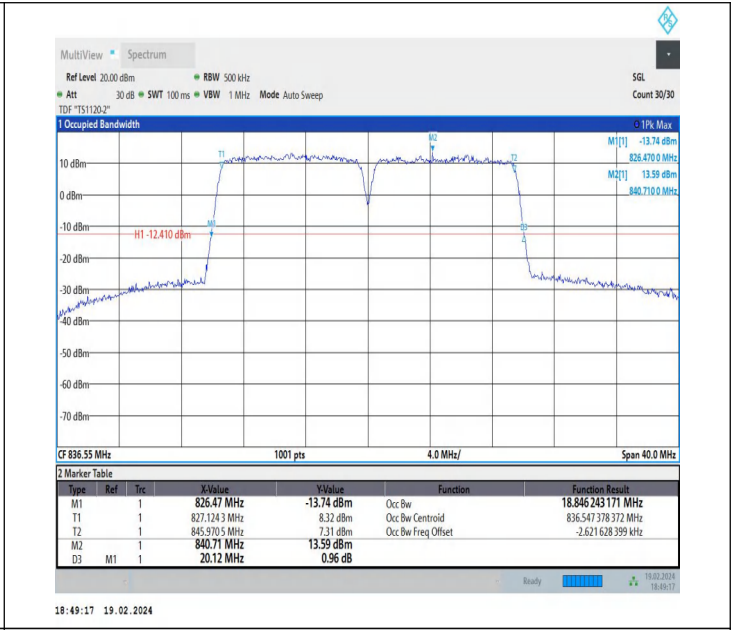 R S
MultiView Spectrum
Ref Level 20.00 dBm RBW 500 kHz SGL
Att 30 dB SWT 100 ms VBW 1 MHz Mode Auto Sweep Count 30/30
TDF "TS1120-2"
1 Occupied Bandwidth 1Pk Max
M1[1] -13.74 dBm
826.4700 MHz
M2[1] 13.59 dBm
840.7100 MHz
M2
T1
T2
10 dBm
0 dBm
-10 dBm
M1
D3
H1 -12.410 dBm
-20 dBm
-30 dBm
-40 dBm
-50 dBm
-60 dBm
-70 dBm
CF 836.55 MHz 1001 pts 4.0 MHz/ Span 40.0 MHz
2 Marker Table
Type Ref Trc X-Value Y-Value Function Function Result
M1 1 826.47 MHz -13.74 dBm Occ Bw 18.846 243 171 MHz
T1 1 827.124 3 MHz 8.32 dBm Occ Bw Centroid 836.547 378 372 MHz
T2 1 845.970 5 MHz 7.31 dBm Occ Bw Freq Offset -2.621 628 399 kHz
M2 1 840.71 MHz 13.59 dBm
D3 M1 1 20.12 MHz 0.96 dB
Ready 19.02.2024
18:49:17
18:49:17 19.02.2024